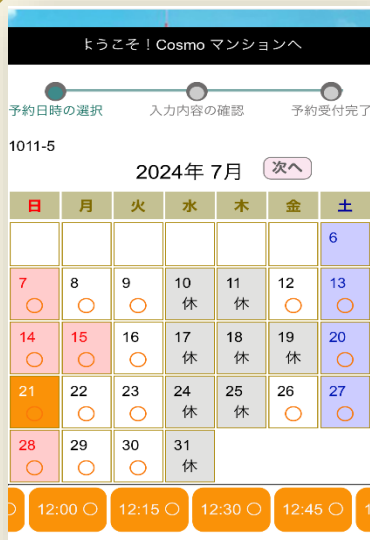 ようこそ！Cosmo マンションへ
予約日時の選択 入力内容の確認 予約受付完了
1011-5
2024年 7月 次へ
日 月 火 水 木 金 土
6
7 8 9 10 11 12 13
○ ○ ○ 休 休 ○ ○
14 15 16 17 18 19 20
○ ○ ○ 休 休 休 ○
21 22 23 24 25 26 27
○ ○ ○ 休 休 ○ ○
28 29 30 31
○ ○ ○ 休
12:00 ○ 12:15 ○ 12:30 ○ 12:45 ○